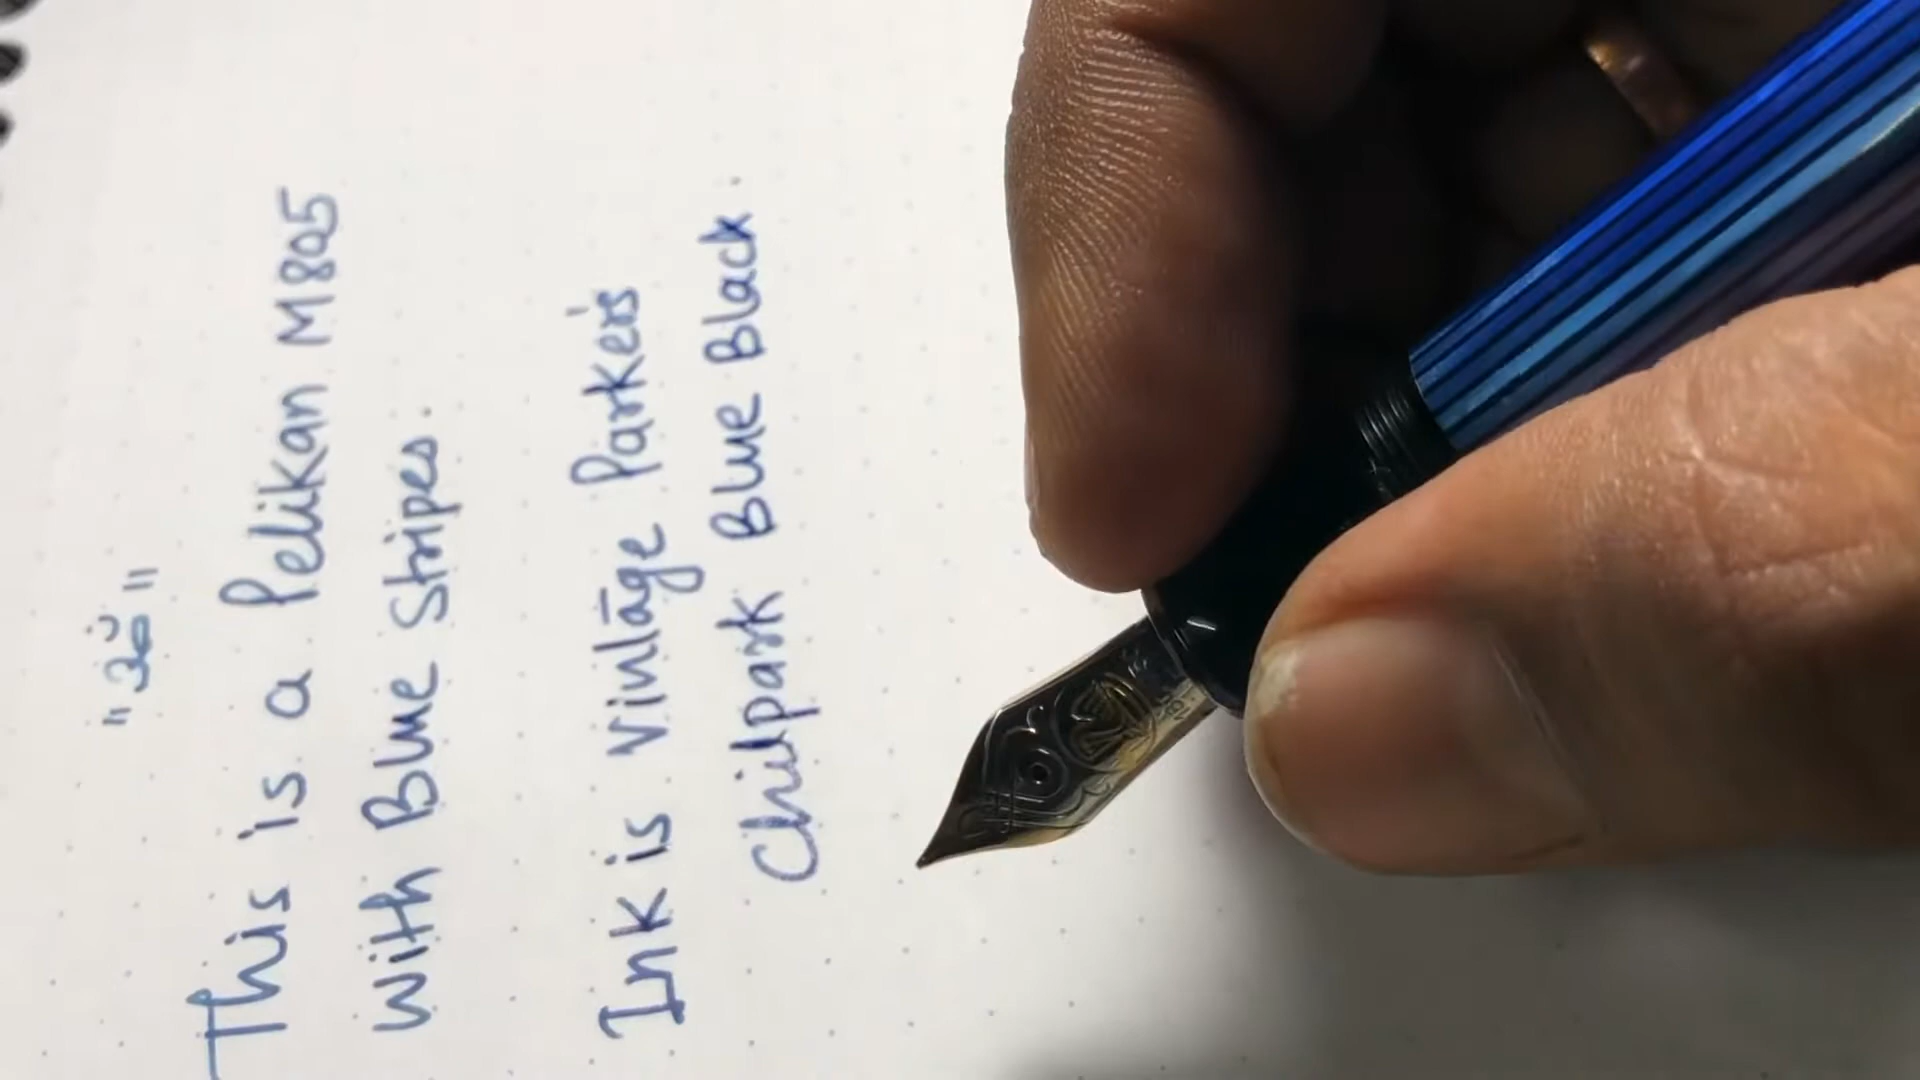 "ॐ"
This is a Pelikan M805
with Blue Stripes.
Ink is Vintage Parker's
Chilpark Blue Black.